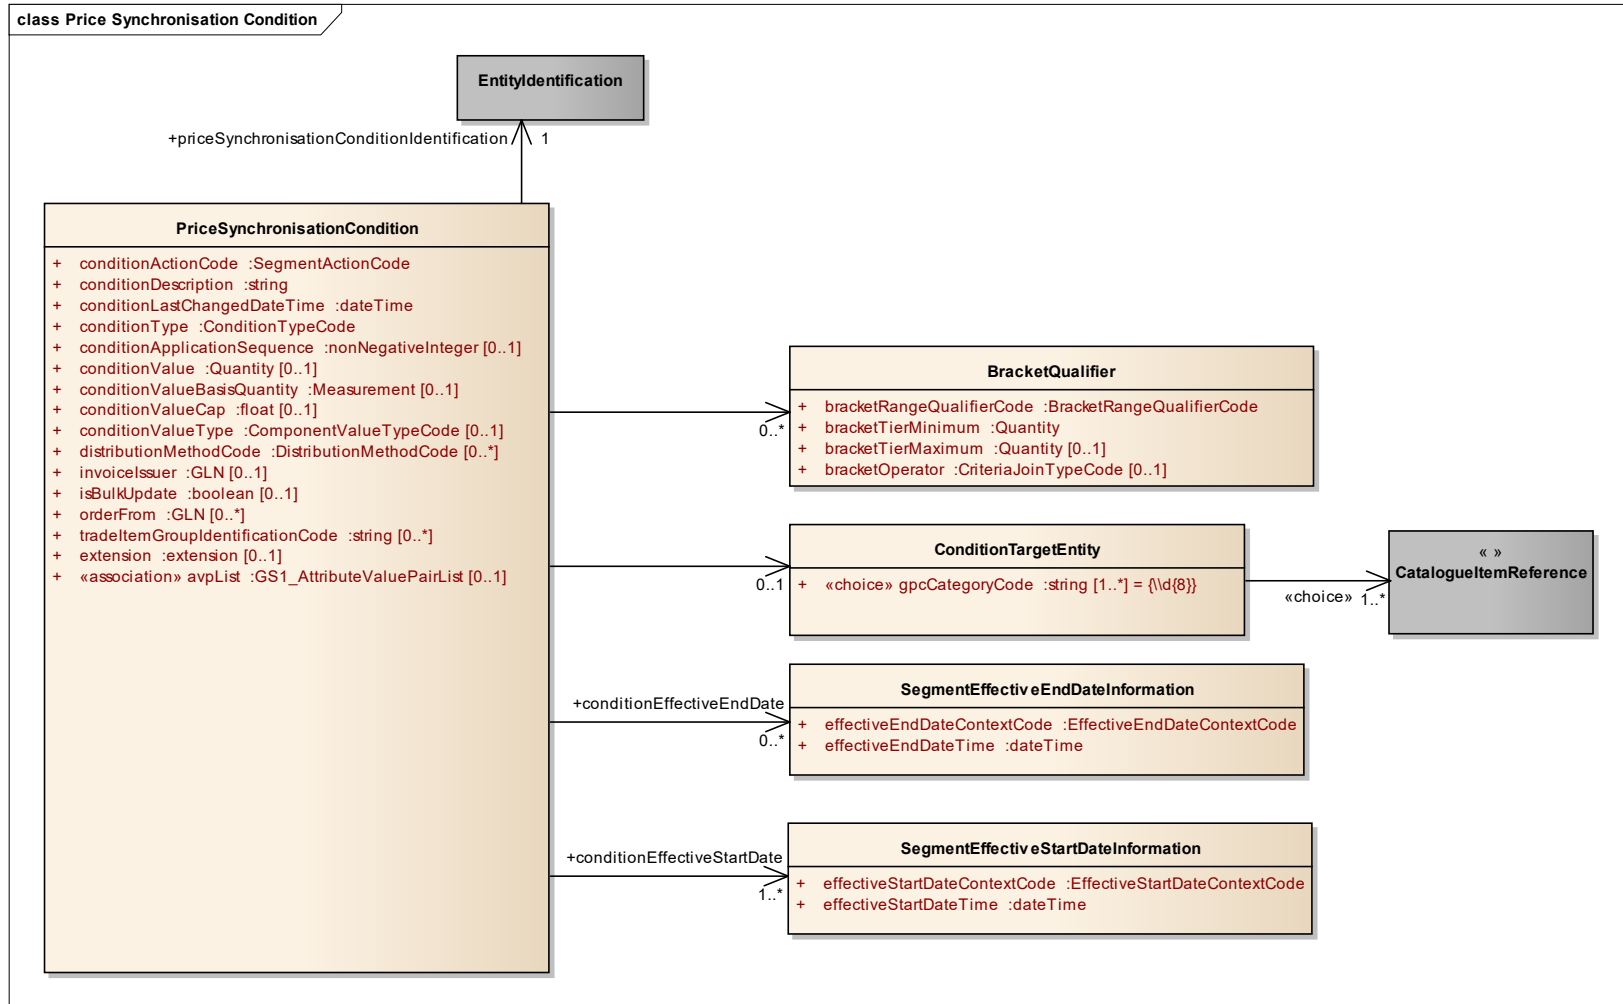 class Price Synchronisation Condition
EntityIdentification
+priceSynchronisationConditionIdentification
1
PriceSynchronisationCondition
+ conditionActionCode :SegmentActionCode
+ conditionDescription :string
+ conditionLastChangedDateTime :dateTime
+ conditionType :ConditionTypeCode
+ conditionApplicationSequence :nonNegativeInteger [0..1]
+ conditionValue :Quantity [0..1]
+ conditionValueBasisQuantity :Measurement [0..1]
+ conditionValueCap :float [0..1]
+ conditionValueType :ComponentValueTypeCode [0..1]
+ distributionMethodCode :DistributionMethodCode [0..*]
+ invoiceIssuer :GLN [0..1]
+ isBulkUpdate :boolean [0..1]
+ orderFrom :GLN [0..*]
+ tradeItemGroupIdentificationCode :string [0..*]
+ extension :extension [0..1]
+ «association» avpList :GS1_AttributeValuePairList [0..1]
0..*
BracketQualifier
+ bracketRangeQualifierCode :BracketRangeQualifierCode
+ bracketTierMinimum :Quantity
+ bracketTierMaximum :Quantity [0..1]
+ bracketOperator :CriteriaJoinTypeCode [0..1]
0..1
ConditionTargetEntity
+ «choice» gpcCategoryCode :string [1..*] = {\\d{8}}
«choice»
1..*
« »
CatalogueItemReference
+conditionEffectiveEndDate
0..*
SegmentEffectiveEndDateInformation
+ effectiveEndDateContextCode :EffectiveEndDateContextCode
+ effectiveEndDateTime :dateTime
+conditionEffectiveStartDate
1..*
SegmentEffectiveStartDateInformation
+ effectiveStartDateContextCode :EffectiveStartDateContextCode
+ effectiveStartDateTime :dateTime